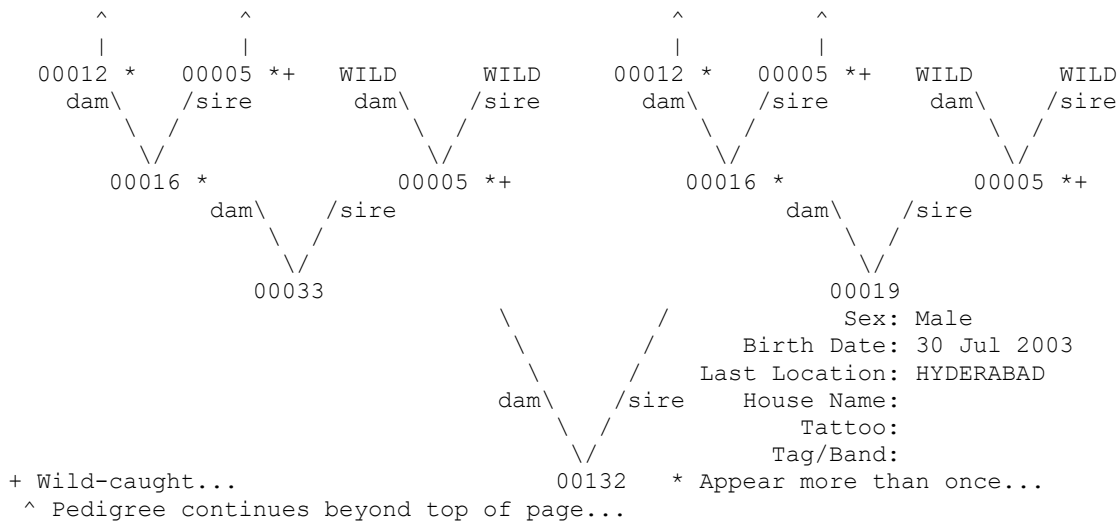 ^ ^ ^ ^
| | | |
00012 * 00005 *+ WILD WILD 00012 * 00005 *+ WILD WILD
dam\ /sire dam\ /sire dam\ /sire dam\ /sire
\ / \ / \ / \ /
\/ \/ \/ \/
00016 * 00005 *+ 00016 * 00005 *+
dam\ /sire dam\ /sire
\ / \ /
\/ \/
00033 00019
\ / Sex: Male
\ / Birth Date: 30 Jul 2003
\ / Last Location: HYDERABAD
dam\ /sire House Name:
\ / Tattoo:
\/ Tag/Band:
+ Wild-caught... 00132 * Appear more than once...
^ Pedigree continues beyond top of page...